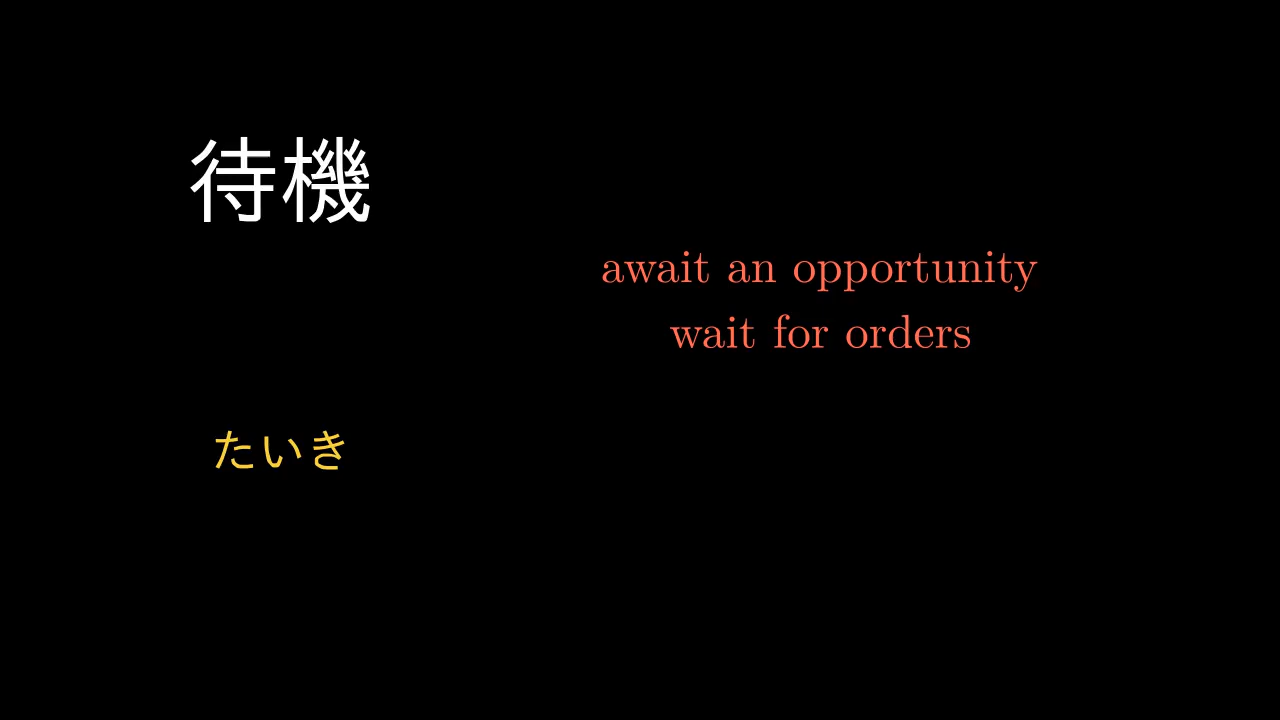 待機
await an opportunity
wait for orders
たいき